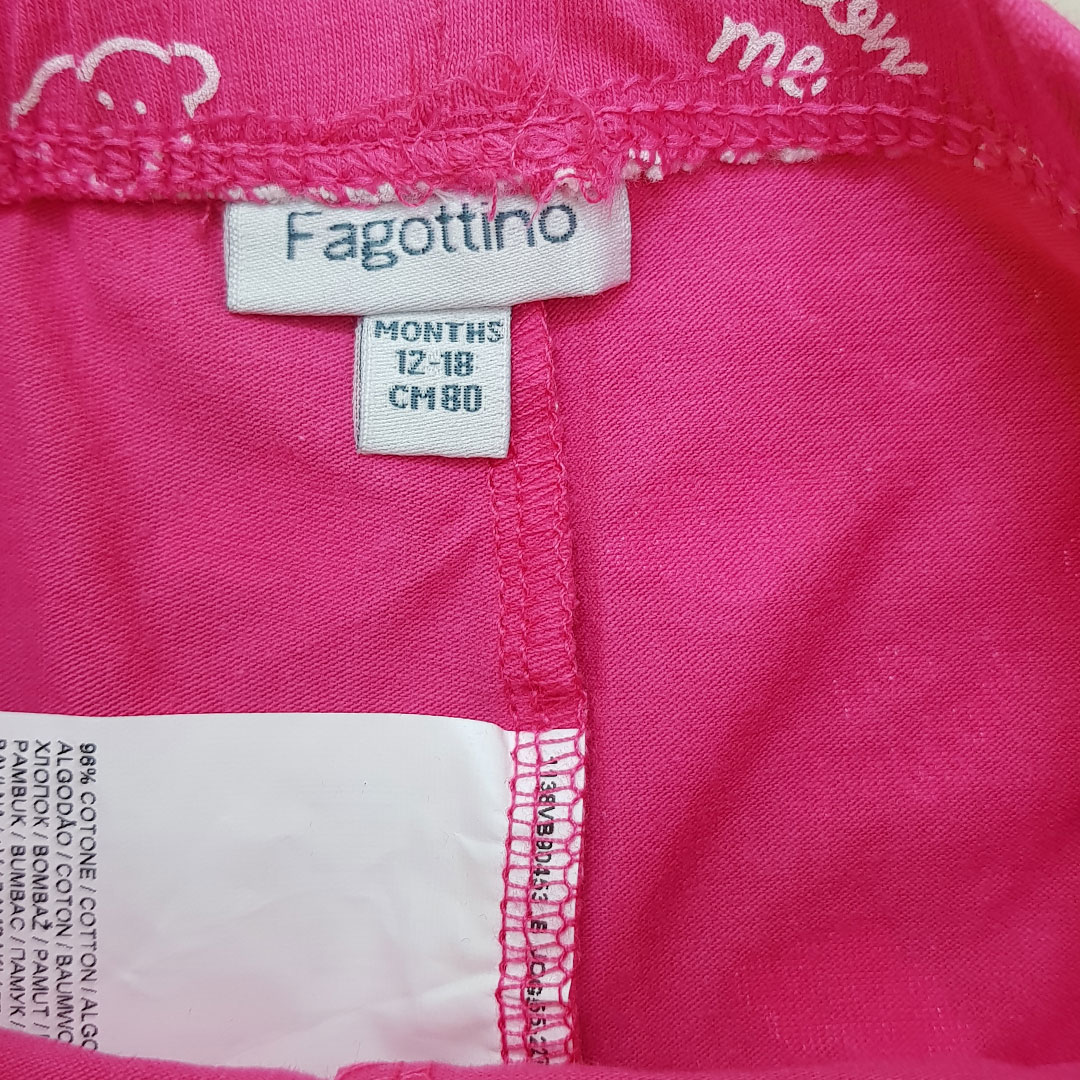 me.
Fagottino
MONTHS
12-18
CM 80
96% COTONE / COTTON / ALGO
ALGODÃO / COTON / BAUMWO
ХЛОПОК / BOMBAŽ / PAMUT /
PAMBUK / BUMBAC / ПАМУК /